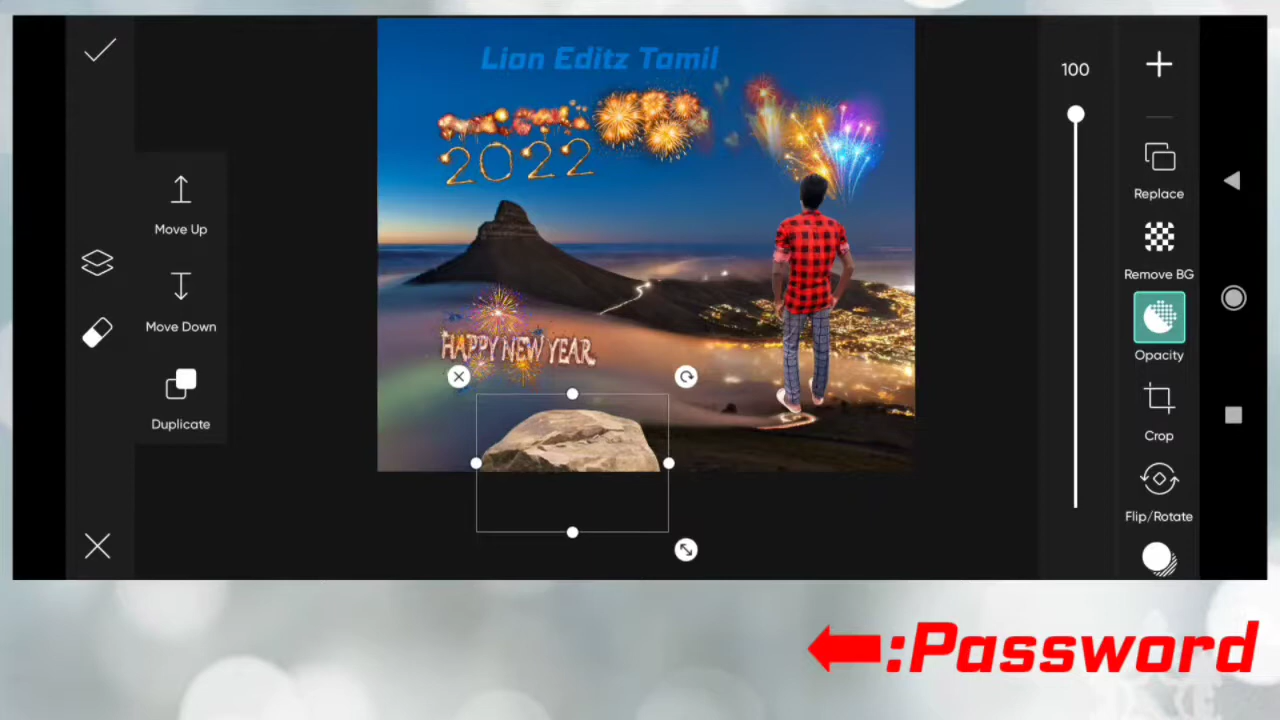 Lion Editz Tamil
2022
HAPPY NEW YEAR
Move Up
Move Down
Duplicate
100
Replace
Remove BG
Opacity
Crop
Flip/Rotate
:Password